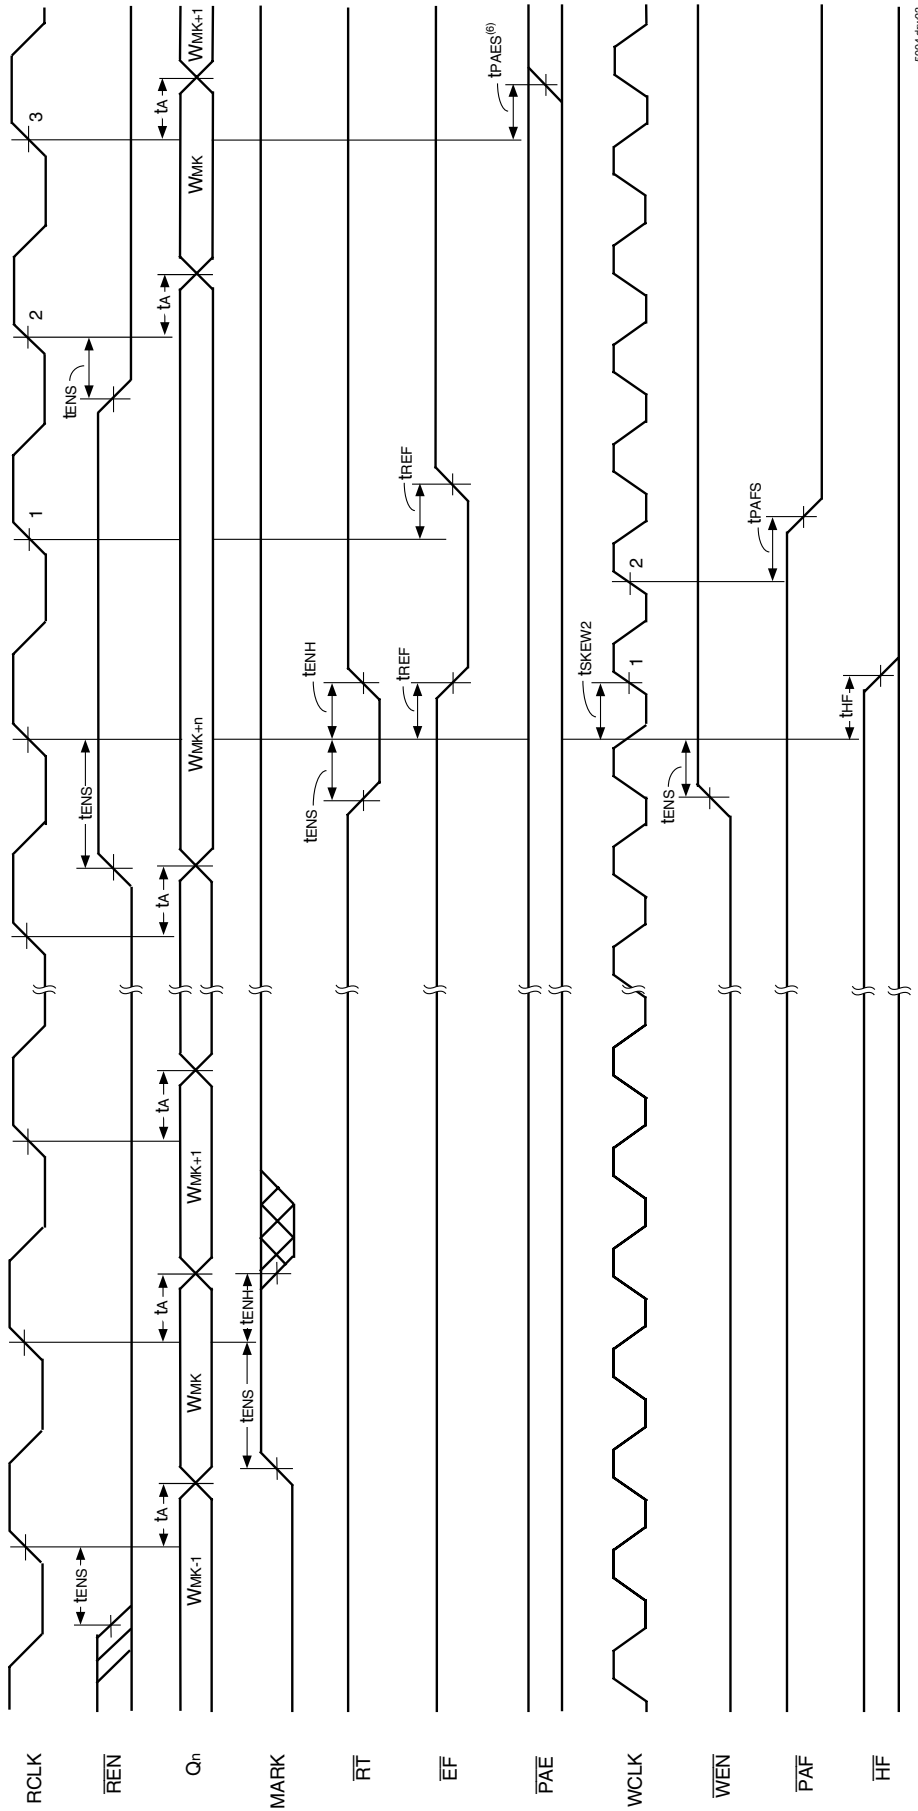 RCLK 1 2 3
REN tENS tENS tENS
tA tA tA tA tA tA
Qn WMK-1 WMK WMK+1 WMK+n WMK WMK+1
MARK tENS tENH
RT tENS tENH
EF tREF tREF
PAE tPAES(6)
WCLK tSKEW2 1 2
WEN tENS
PAF tPAFS
HF tHF